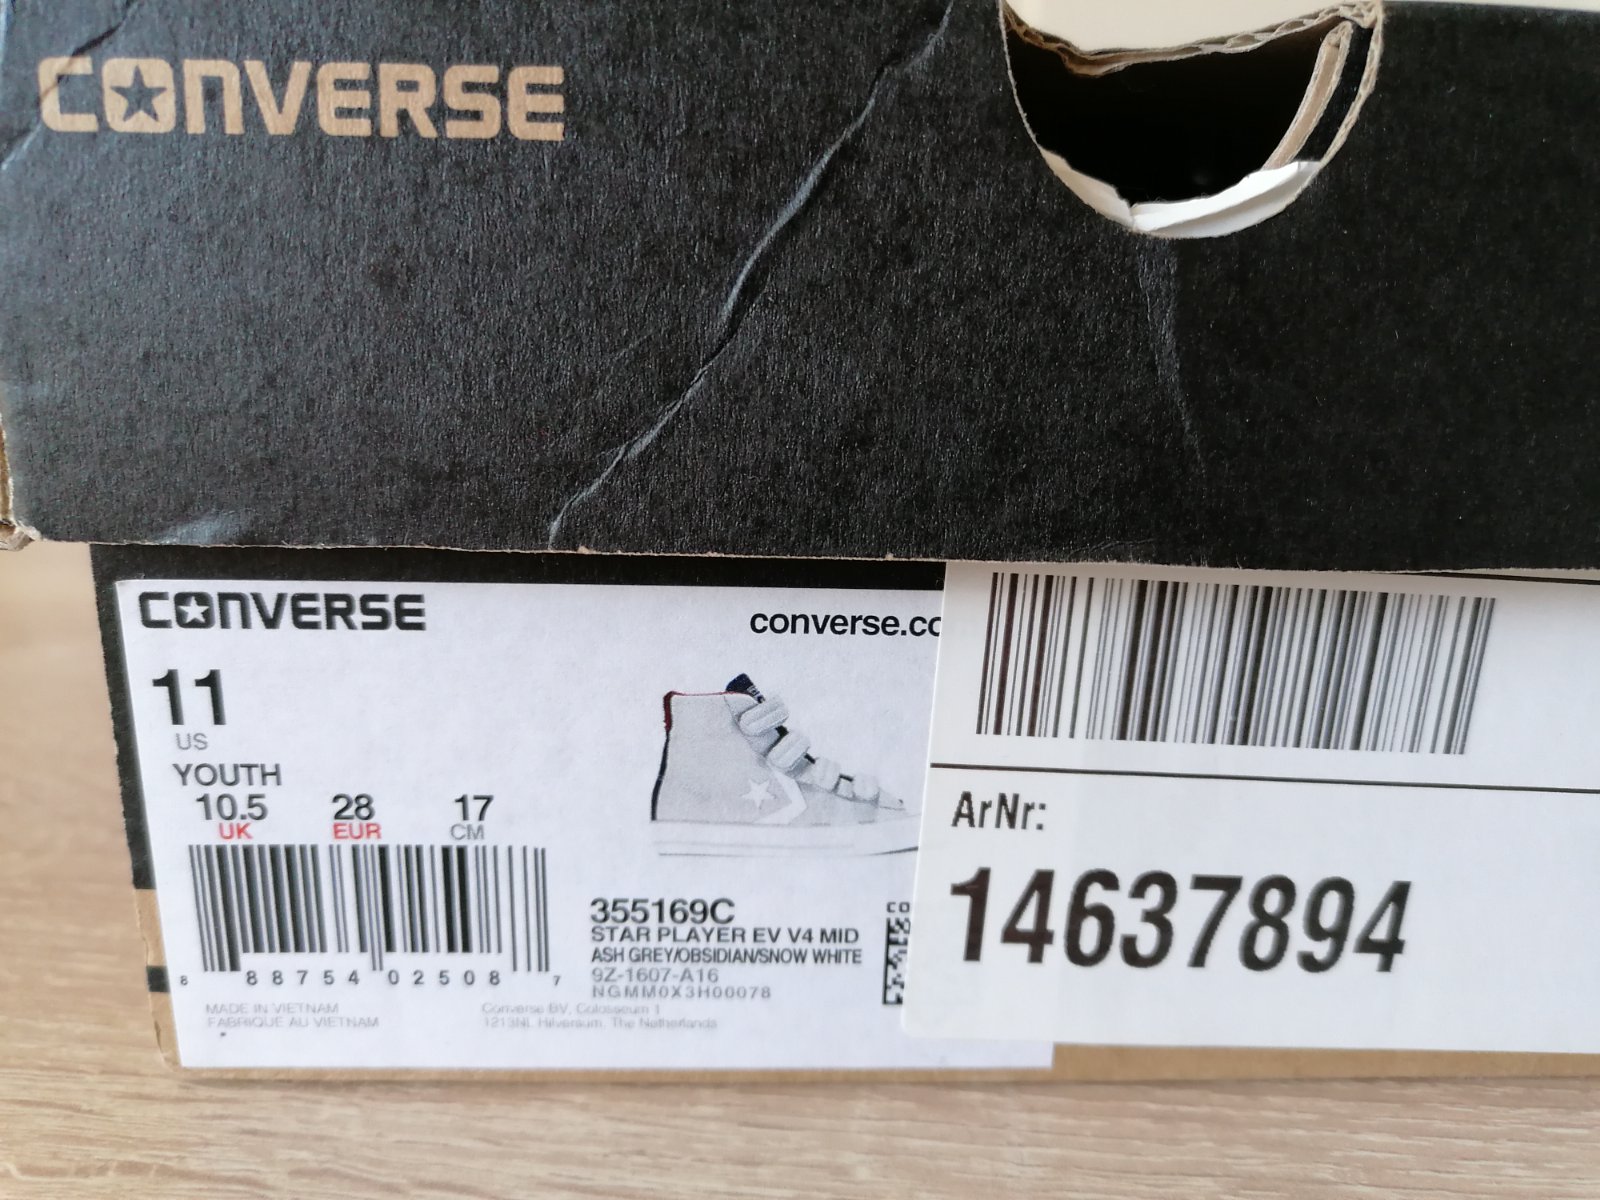 CONVERSE
CONVERSE
converse.co
11
US
YOUTH
10.5 28 17
UK EUR CM
8 88754 02508 7
355169C
STAR PLAYER EV V4 MID
ASH GREY/OBSIDIAN/SNOW WHITE
9Z-1607-A16
NGMM0X3H00078
CO
MADE IN VIETNAM
FABRIQUÉ AU VIETNAM
Converse BV, Colosseum 1
1213NL Hilversum, The Netherlands
ArNr:
14637894